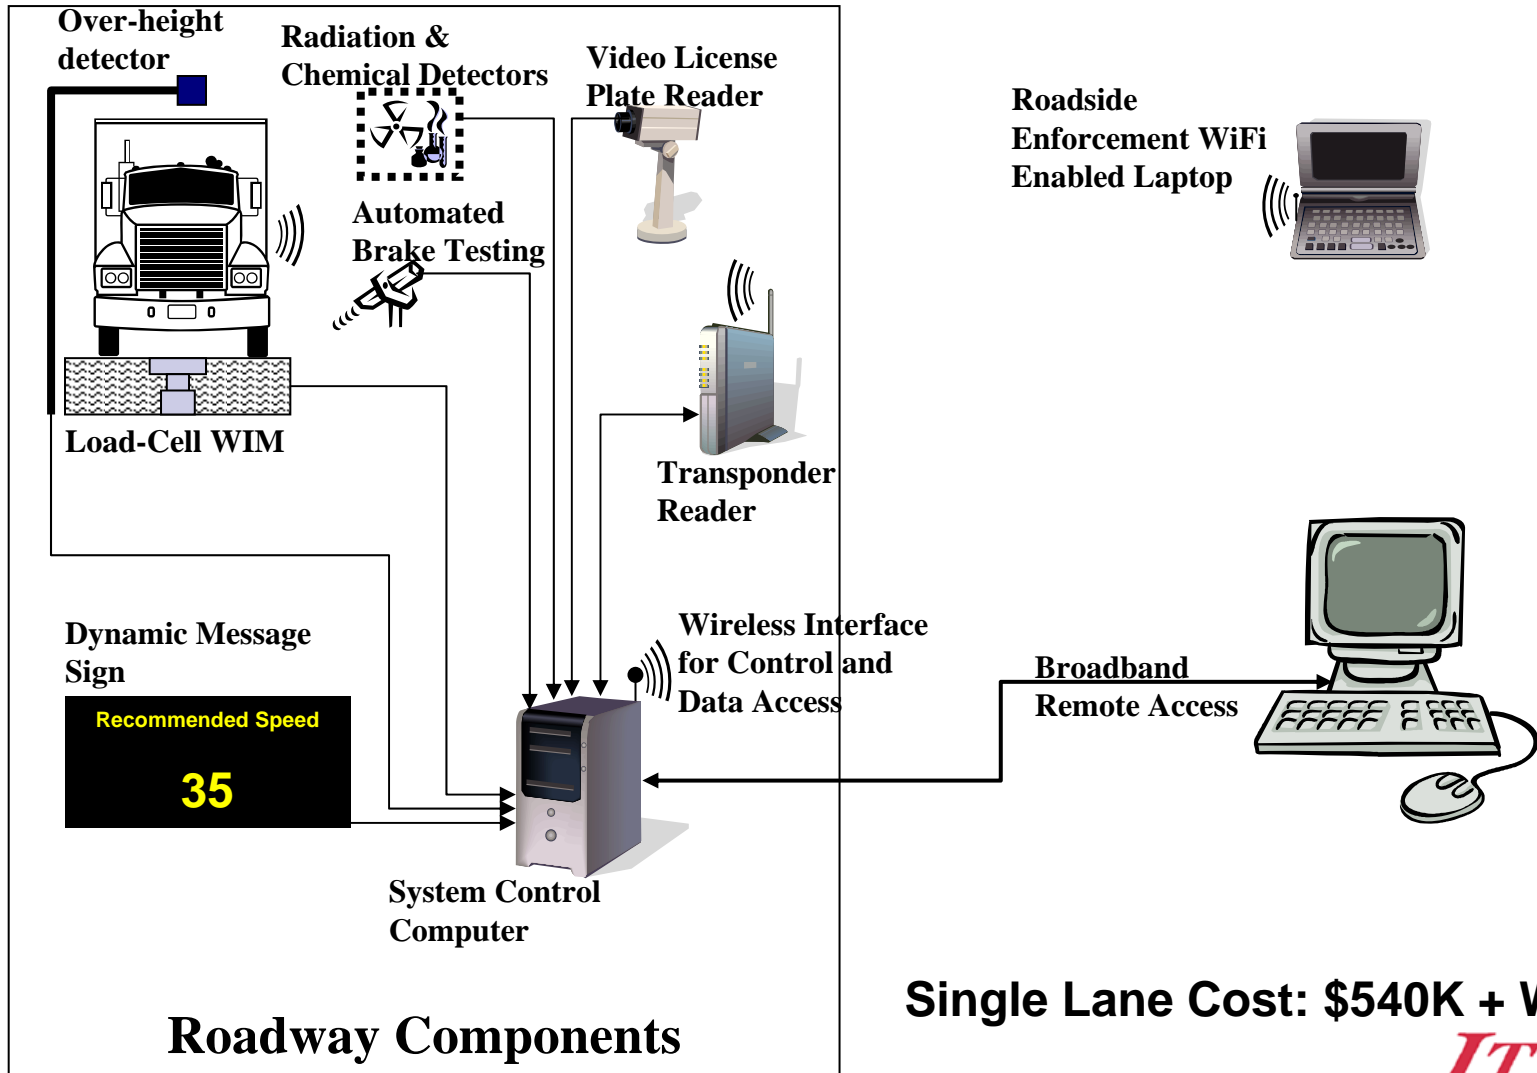 Over-height
detector
Radiation &
Chemical Detectors
Video License
Plate Reader
Roadside
Enforcement WiFi
Enabled Laptop
Automated
Brake Testing
Load-Cell WIM
Transponder
Reader
Dynamic Message
Sign
Recommended Speed
35
Wireless Interface
for Control and
Data Access
Broadband
Remote Access
System Control
Computer
Roadway Components
Single Lane Cost: $540K +